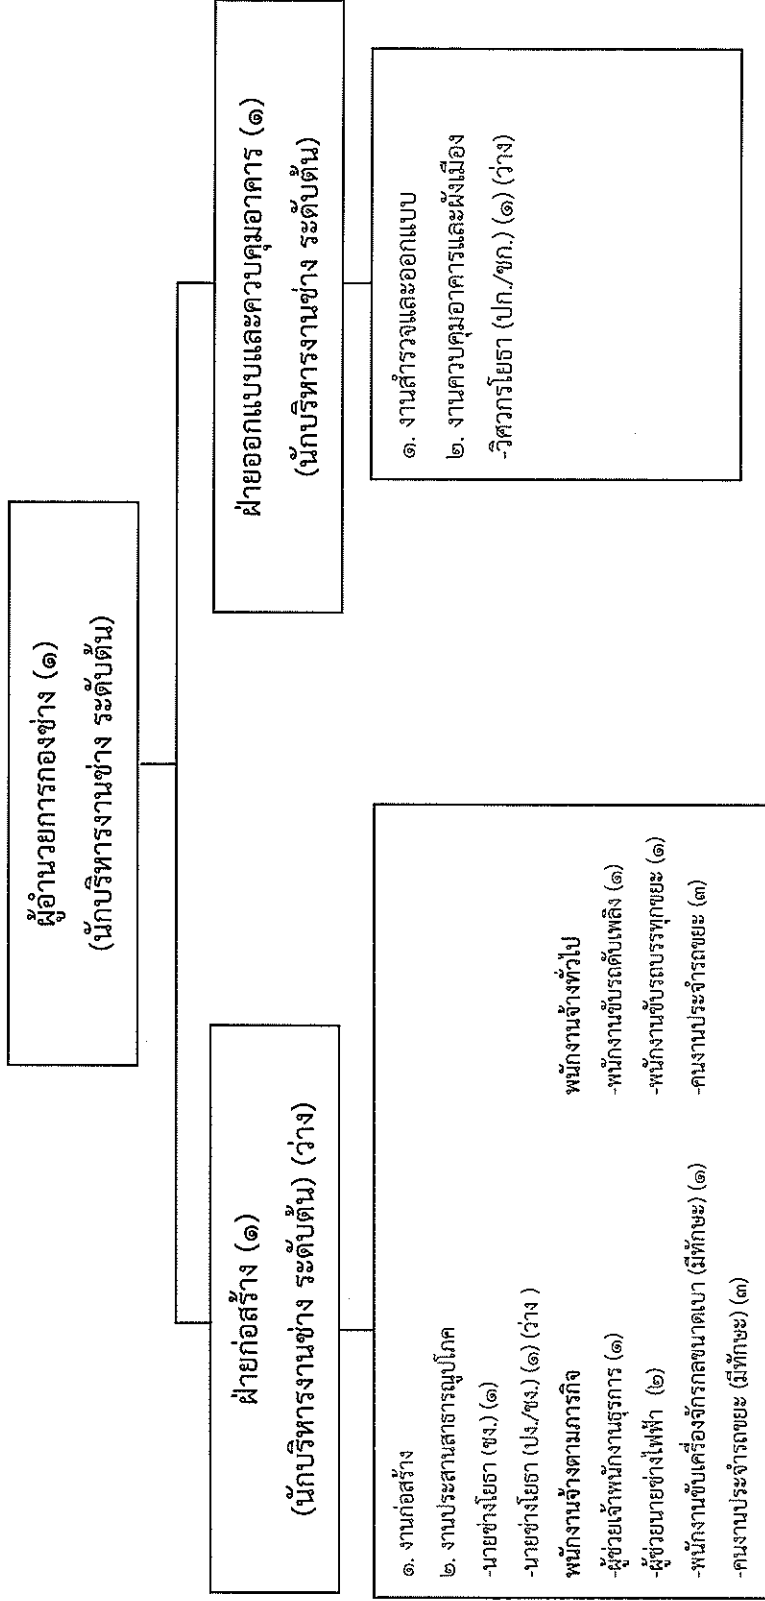 ผู้อำนวยการกองช่าง (๑)
(นักบริหารงานช่าง ระดับต้น)
ฝ่ายก่อสร้าง (๑)
(นักบริหารงานช่าง ระดับต้น) (ว่าง)
๑. งานก่อสร้าง
๒. งานประสานสาธารณูปโภค
-นายช่างโยธา (ชง.) (๑)
-นายช่างโยธา (ปง./ชง.) (๑) (ว่าง )
พนักงานจ้างตามภารกิจ
-ผู้ช่วยเจ้าพนักงานธุรการ (๑)
-ผู้ช่วยนายช่างไฟฟ้า (๒)
-พนักงานขับเครื่องจักรกลขนาดเบา (มีทักษะ) (๑)
-คนงานประจำรถขยะ (มีทักษะ) (๓)
พนักงานจ้างทั่วไป
-พนักงานขับรถดับเพลิง (๑)
-พนักงานขับรถบรรทุกขยะ (๑)
-คนงานประจำรถขยะ (๓)
ฝ่ายออกแบบและควบคุมอาคาร (๑)
(นักบริหารงานช่าง ระดับต้น)
๑. งานสำรวจและออกแบบ
๒. งานควบคุมอาคารและผังเมือง
-วิศวกรโยธา (ปก./ชก.) (๑) (ว่าง)